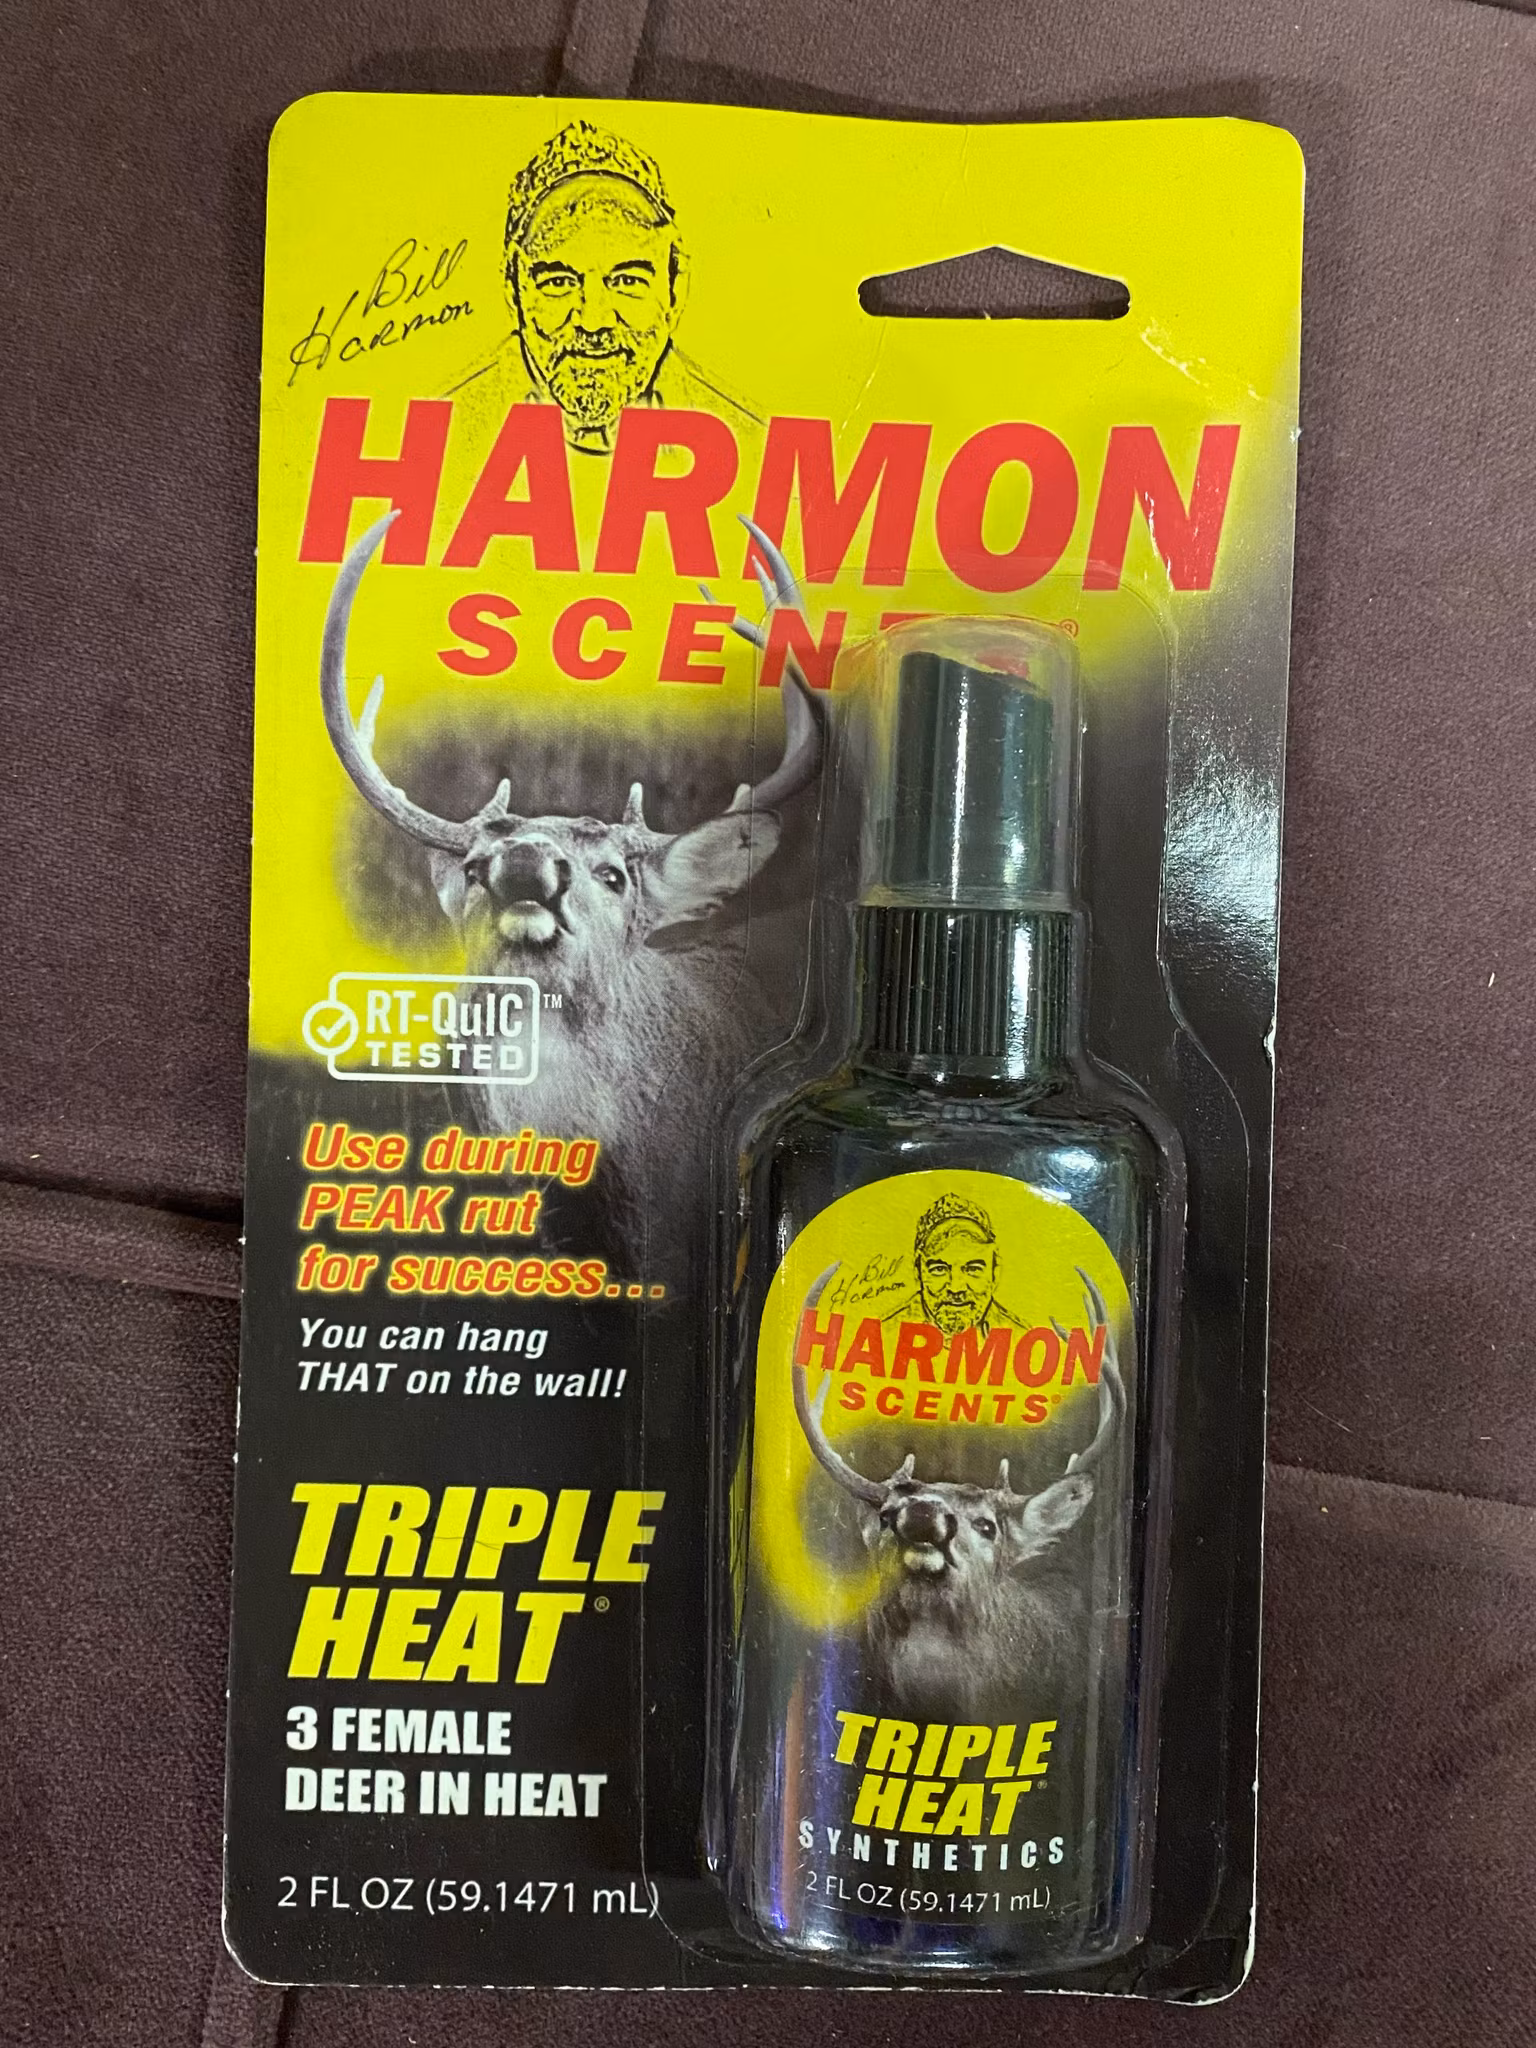 Bill
Harmon
HARMON
SCENTS®
RT-QuIC™
TESTED
Use during
PEAK rut
for success...
You can hang
THAT on the wall!
TRIPLE
HEAT®
3 FEMALE
DEER IN HEAT
2 FL OZ (59.1471 mL)
Bill
Harmon
HARMON
SCENTS®
TRIPLE
HEAT®
SYNTHETICS
2 FL OZ (59.1471 mL)